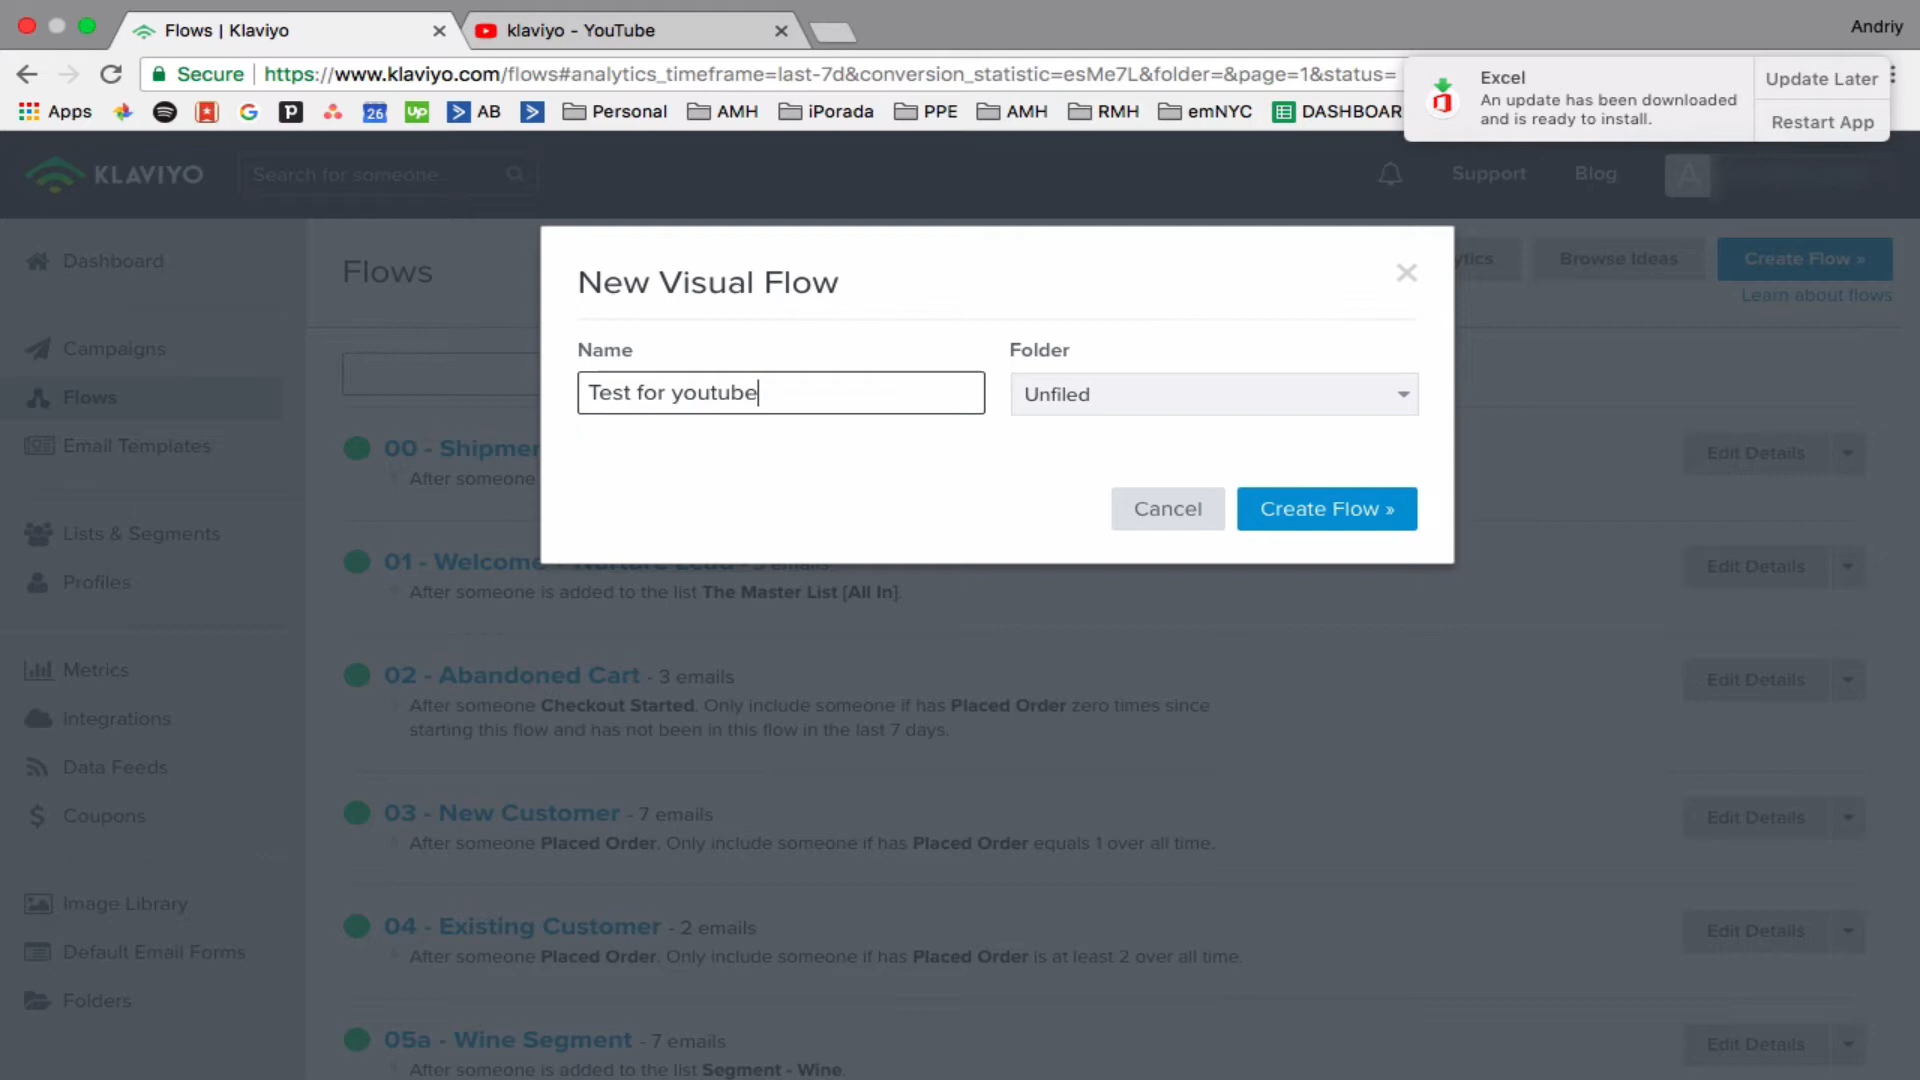 Flows | Klaviyo
klaviyo - YouTube
Andriy
Secure
https://www.klaviyo.com/flows#analytics_timeframe=last-7d&conversion_statistic=esMe7L&folder=&page=1&status=
Excel
An update has been downloaded
and is ready to install.
Update Later
Restart App
Apps
26
up
AB
Personal
AMH
iPorada
PPE
AMH
RMH
emNYC
DASHBOAR
KLAVIYO
Search for someone...
Support
Blog
A
Dashboard
Campaigns
Flows
Email Templates
Lists & Segments
Profiles
Metrics
Integrations
Data Feeds
Coupons
Image Library
Default Email Forms
Folders
Flows
ytics
Browse Ideas
Create Flow »
Learn about flows
New Visual Flow
×
Name
Folder
Test for youtube
Unfiled
Cancel
Create Flow »
00 - Shipmen
After someone
Edit Details
01 - Welcome - Nurture Lead - 5 emails
After someone is added to the list The Master List [All In].
Edit Details
02 - Abandoned Cart - 3 emails
After someone Checkout Started. Only include someone if has Placed Order zero times since
starting this flow and has not been in this flow in the last 7 days.
Edit Details
03 - New Customer - 7 emails
After someone Placed Order. Only include someone if has Placed Order equals 1 over all time.
Edit Details
04 - Existing Customer - 2 emails
After someone Placed Order. Only include someone if has Placed Order is at least 2 over all time.
Edit Details
05a - Wine Segment - 7 emails
After someone is added to the list Segment - Wine.
Edit Details